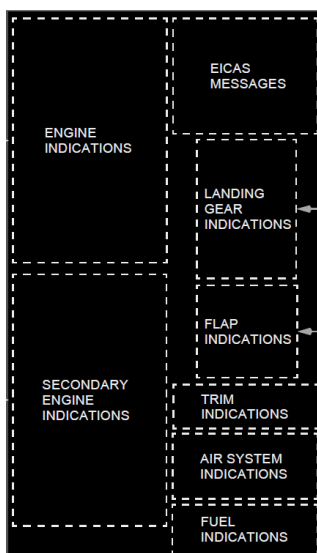 ENGINE
INDICATIONS
SECONDARY
ENGINE
INDICATIONS
EICAS
MESSAGES
LANDING
GEAR
INDICATIONS
FLAP
INDICATIONS
TRIM
INDICATIONS
AIR SYSTEM
INDICATIONS
FUEL
INDICATIONS